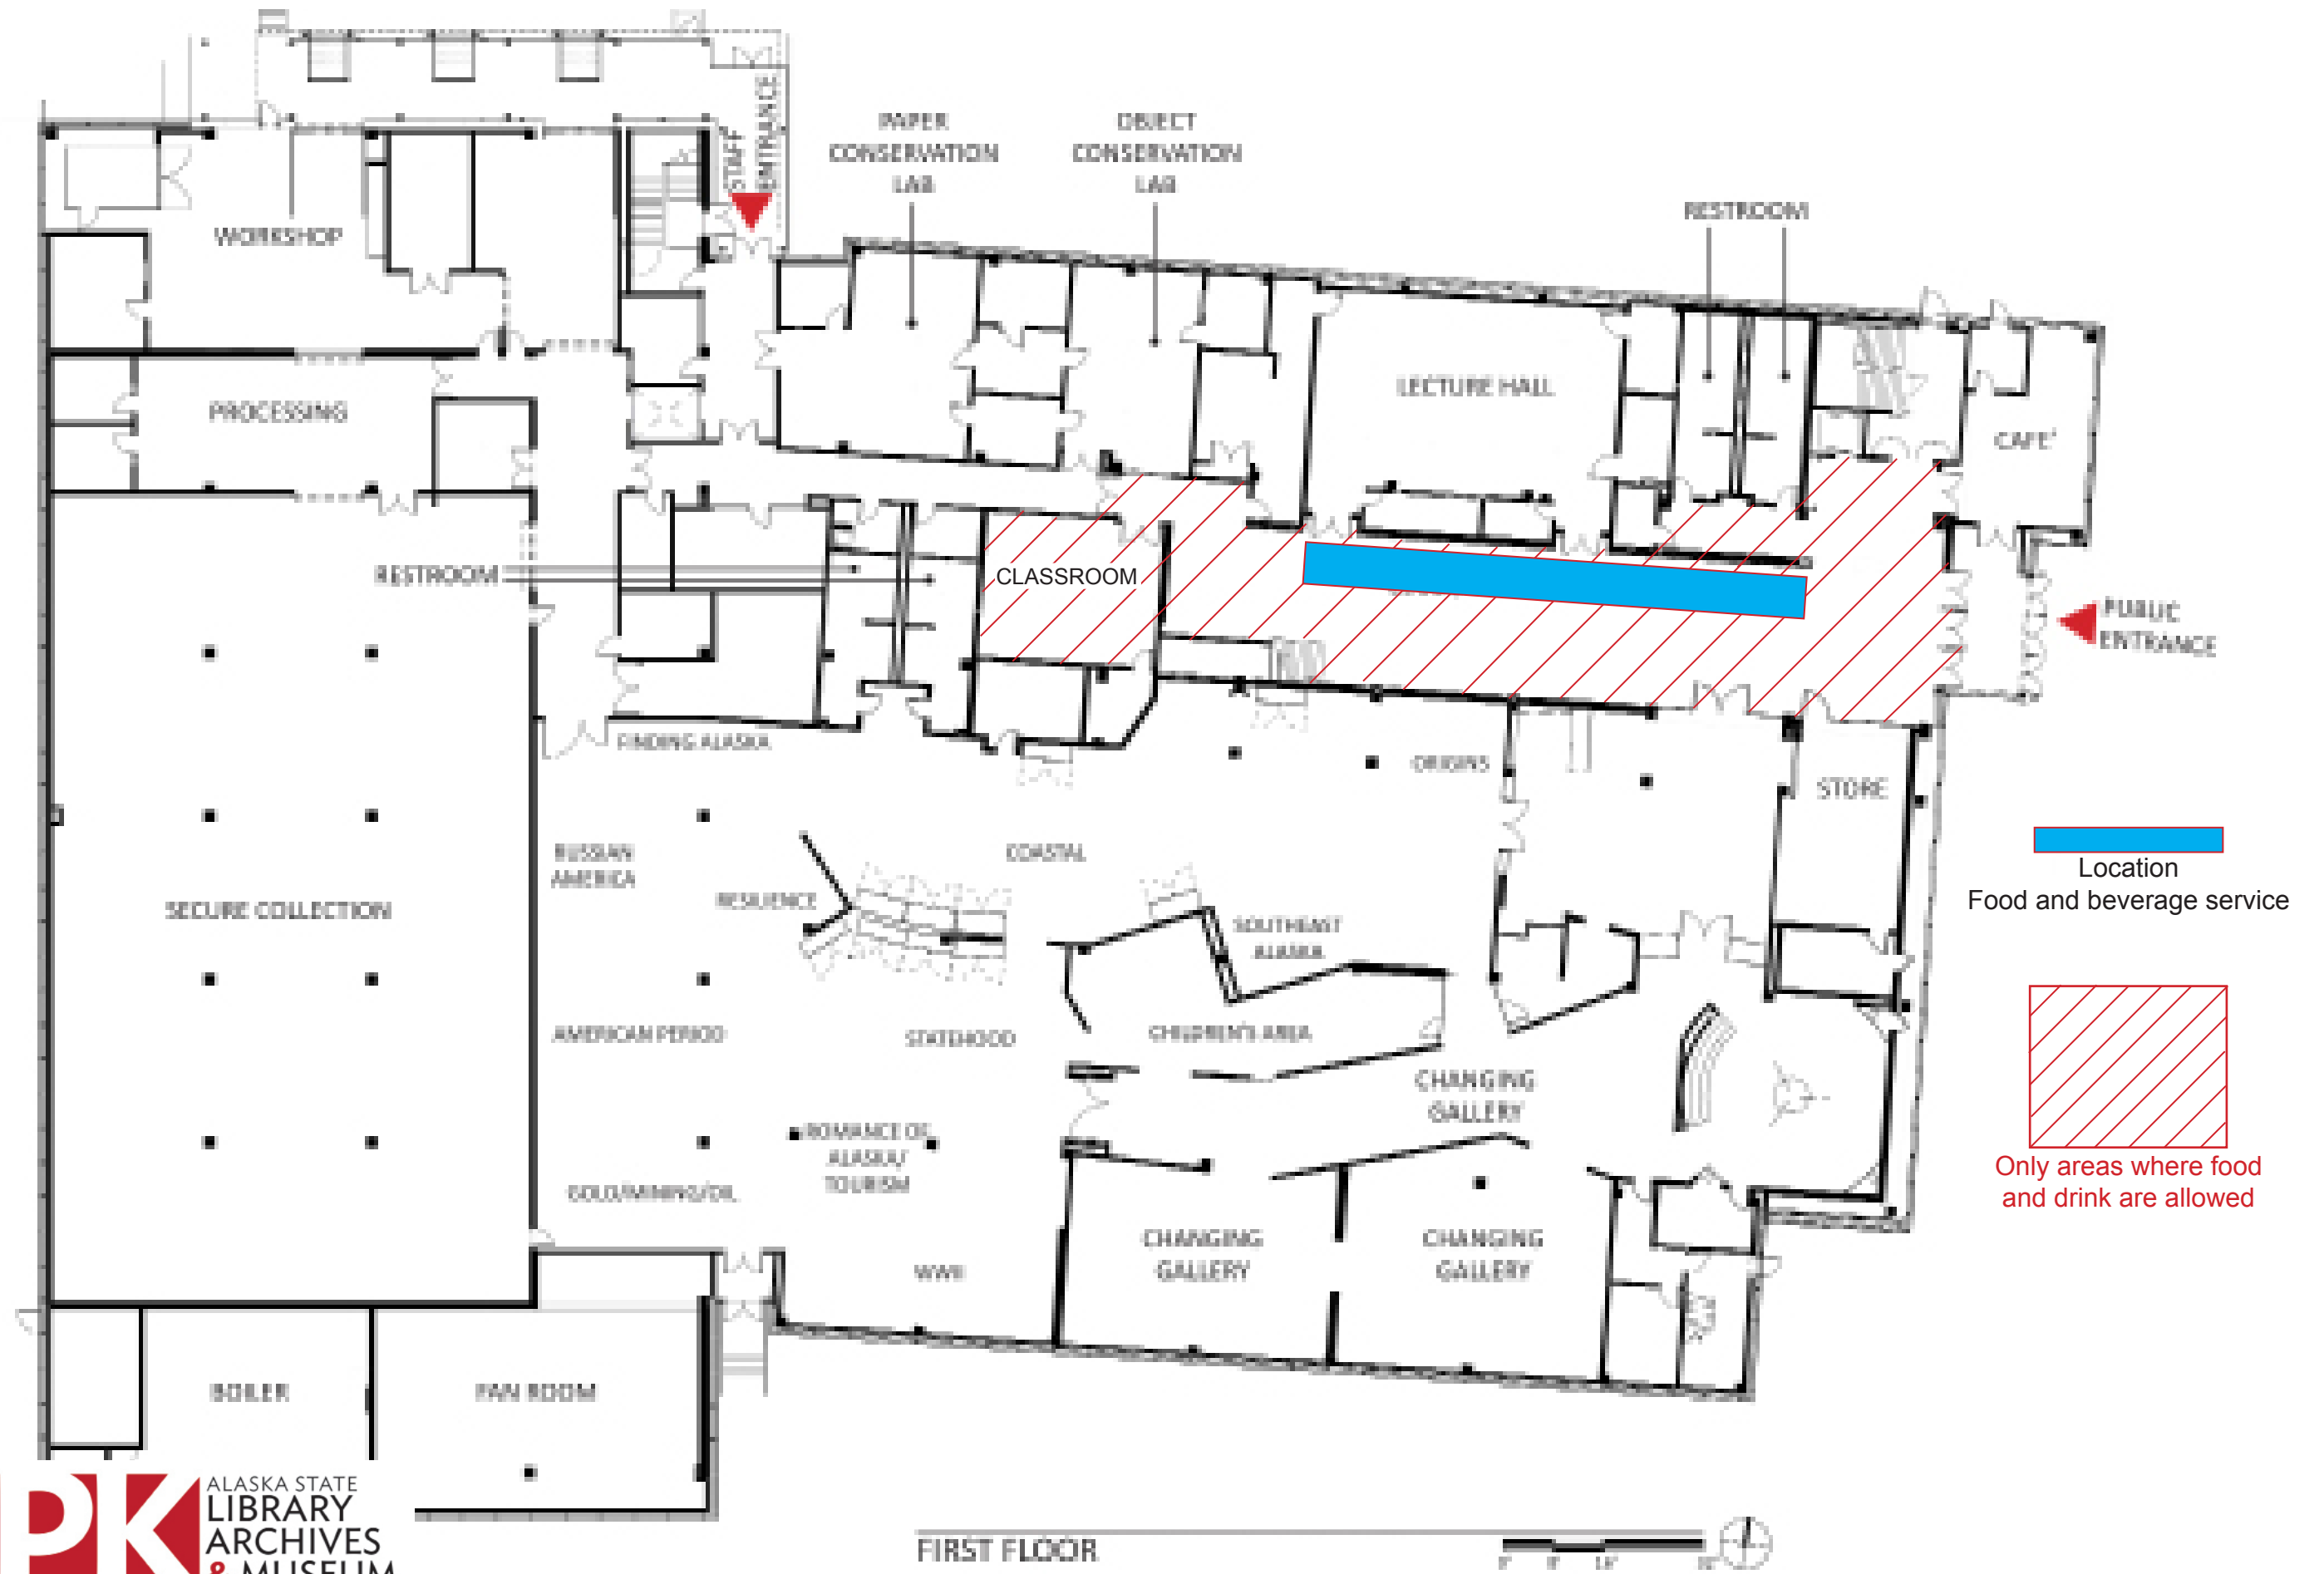 STAFF
ENTRANCE
PAPER
CONSERVATION
LAB
OBJECT
CONSERVATION
LAB
RESTROOM
WORKSHOP
LECTURE HALL
PROCESSING
CAFE'
RESTROOM
CLASSROOM
PUBLIC
ENTRANCE
FINDING ALASKA
ORIGINS
STORE
RUSSIAN
AMERICA
COASTAL
RESILIENCE
SECURE COLLECTION
SOUTHEAST
ALASKA
Location
Food and beverage service
AMERICAN PERIOD
STATEHOOD
CHILDREN'S AREA
CHANGING
GALLERY
ROMANCE OF
ALASKA/
TOURISM
GOLD/MINING/OIL
Only areas where food
and drink are allowed
WWII
CHANGING
GALLERY
CHANGING
GALLERY
BOILER
FAN ROOM
PK
ALASKA STATE
LIBRARY
ARCHIVES
& MUSEUM
FIRST FLOOR